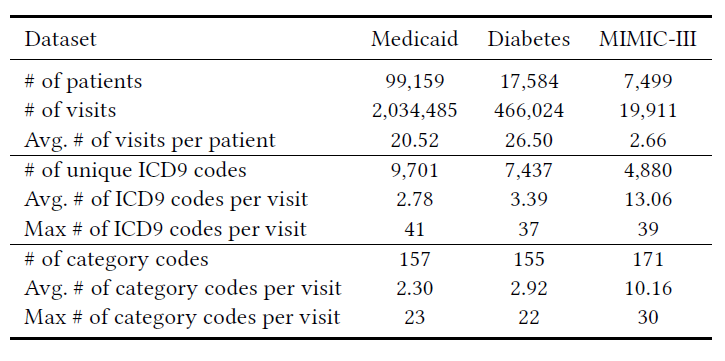 Dataset Medicaid Diabetes MIMIC-III
# of patients 99,159 17,584 7,499
# of visits 2,034,485 466,024 19,911
Avg. # of visits per patient 20.52 26.50 2.66
# of unique ICD9 codes 9,701 7,437 4,880
Avg. # of ICD9 codes per visit 2.78 3.39 13.06
Max # of ICD9 codes per visit 41 37 39
# of category codes 157 155 171
Avg. # of category codes per visit 2.30 2.92 10.16
Max # of category codes per visit 23 22 30